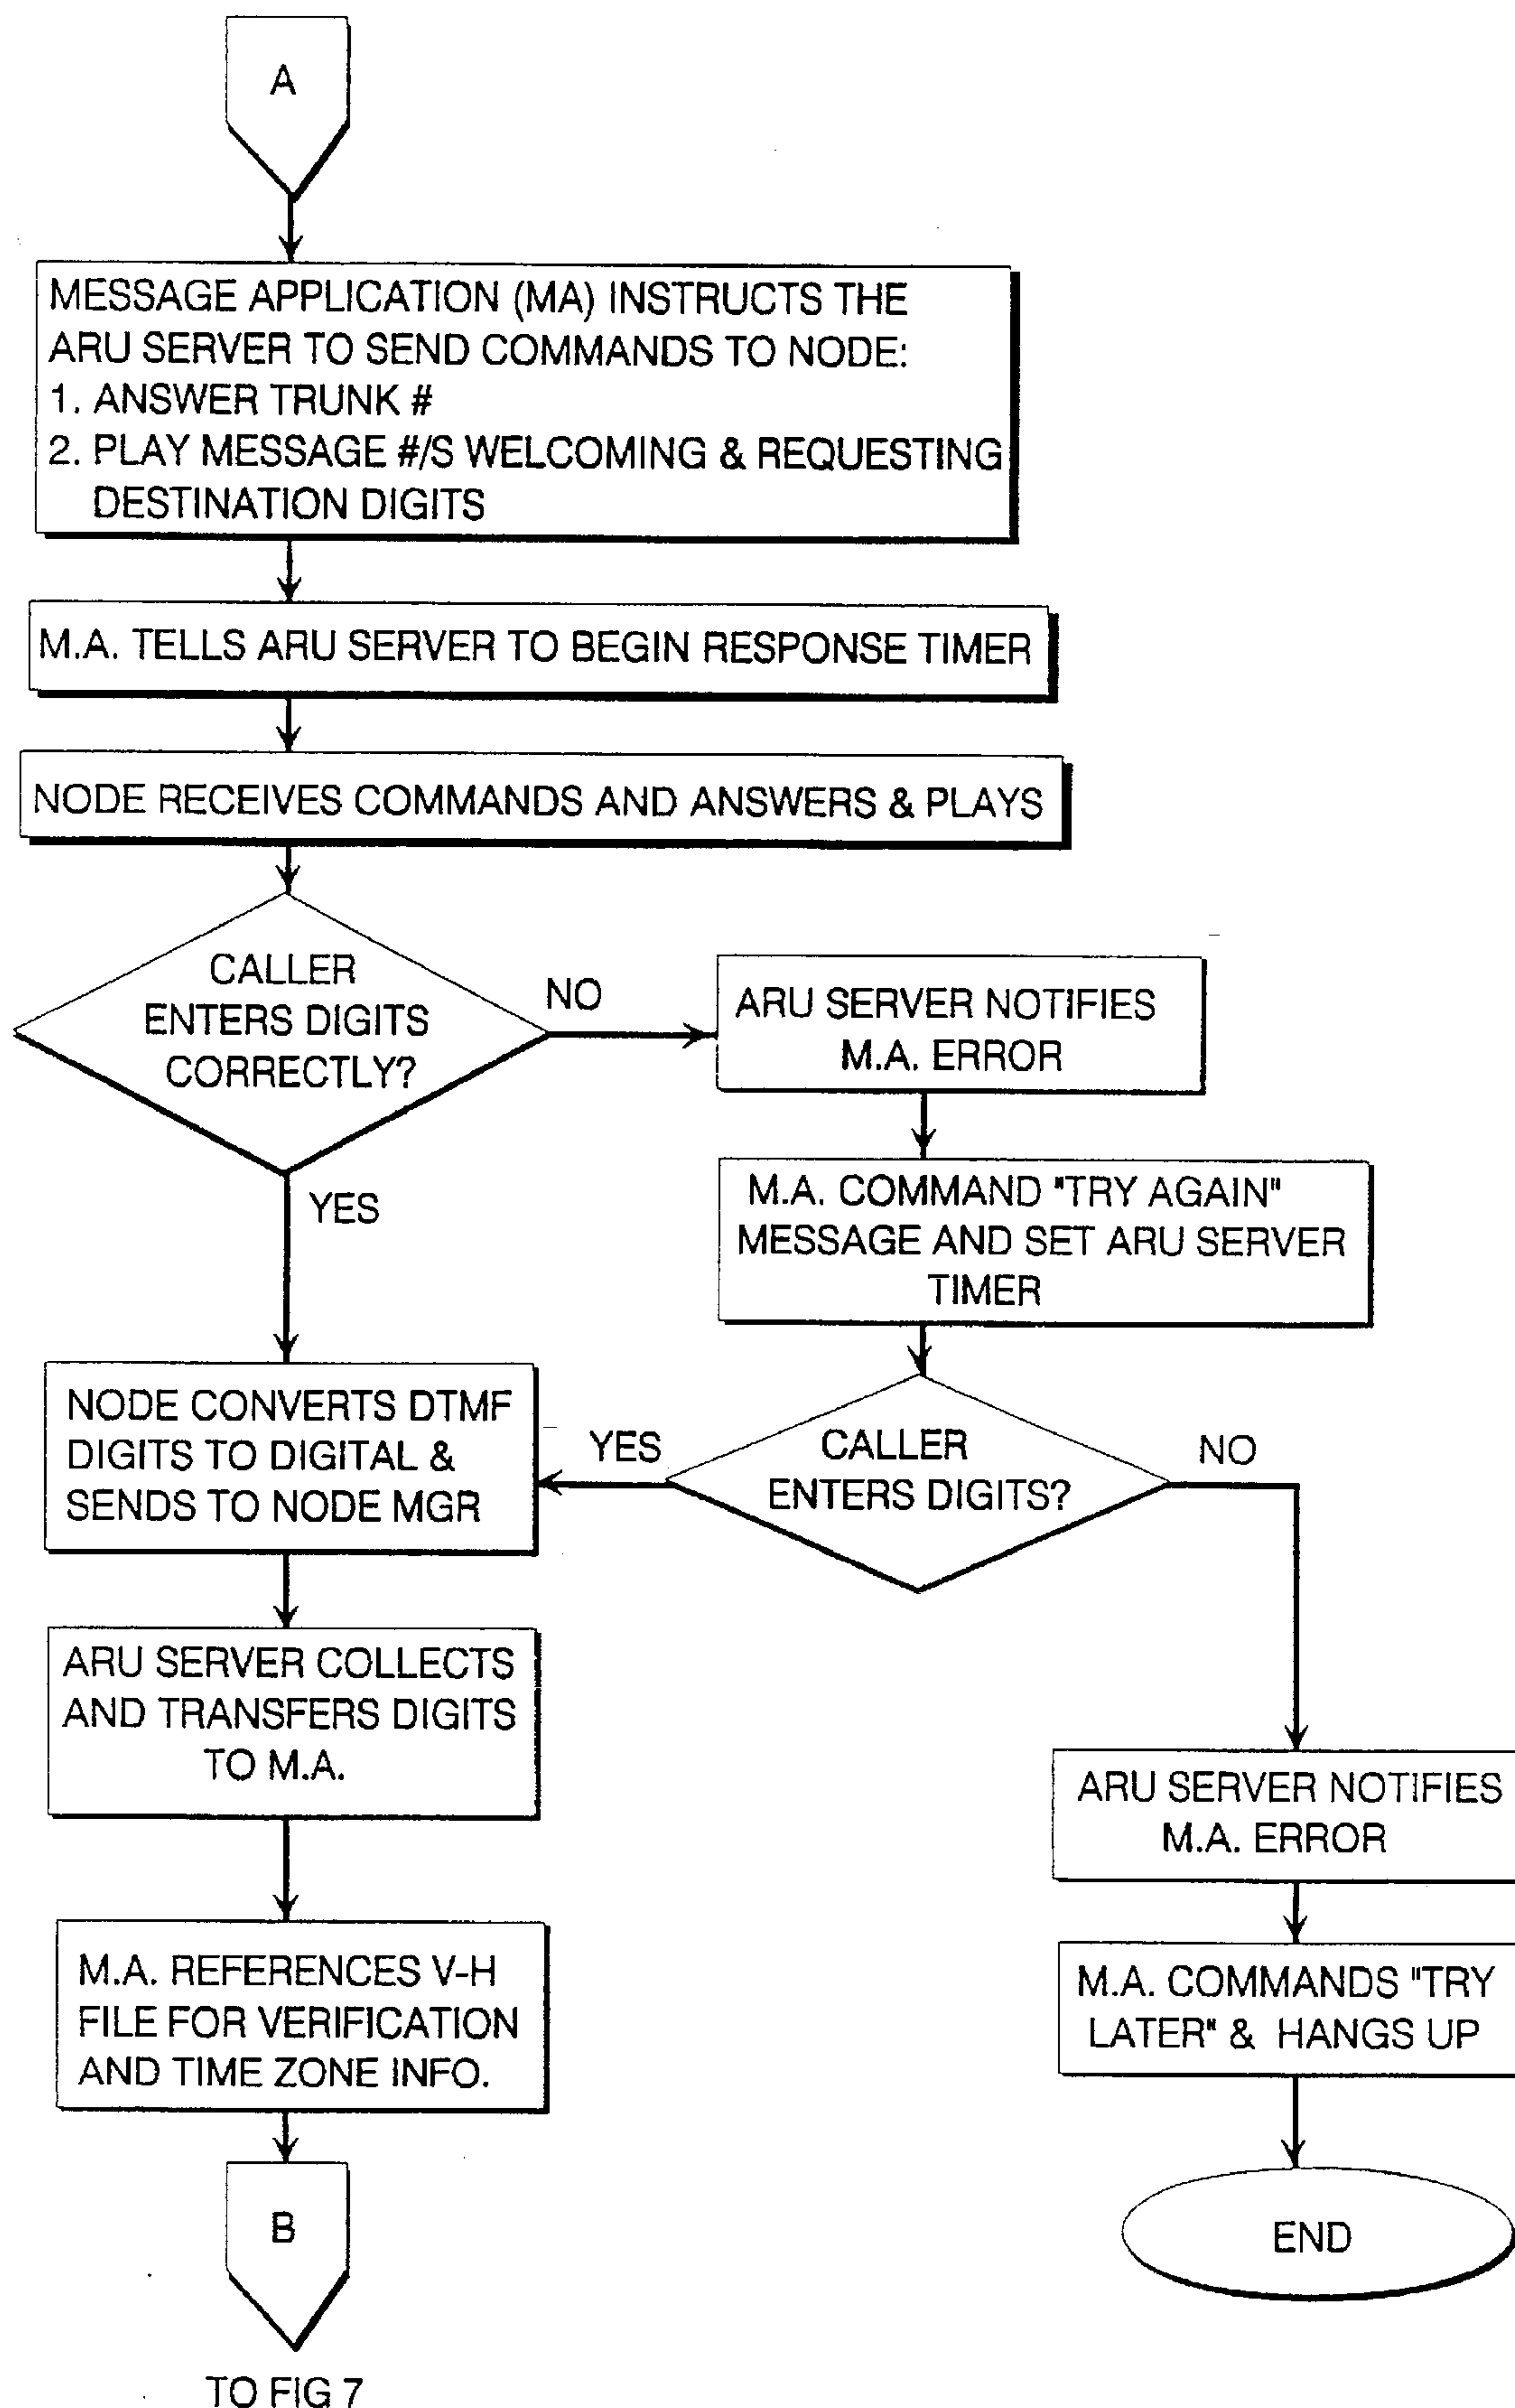 A
MESSAGE APPLICATION (MA) INSTRUCTS THE
ARU SERVER TO SEND COMMANDS TO NODE:
1. ANSWER TRUNK #
2. PLAY MESSAGE #/S WELCOMING & REQUESTING
DESTINATION DIGITS
M.A. TELLS ARU SERVER TO BEGIN RESPONSE TIMER
NODE RECEIVES COMMANDS AND ANSWERS & PLAYS
CALLER
ENTERS DIGITS
CORRECTLY?
NO
ARU SERVER NOTIFIES
M.A. ERROR
YES
M.A. COMMAND "TRY AGAIN"
MESSAGE AND SET ARU SERVER
TIMER
NODE CONVERTS DTMF
DIGITS TO DIGITAL &
SENDS TO NODE MGR
YES
CALLER
ENTERS DIGITS?
NO
ARU SERVER COLLECTS
AND TRANSFERS DIGITS
TO M.A.
ARU SERVER NOTIFIES
M.A. ERROR
M.A. REFERENCES V-H
FILE FOR VERIFICATION
AND TIME ZONE INFO.
M.A. COMMANDS "TRY
LATER" & HANGS UP
B
END
TO FIG 7